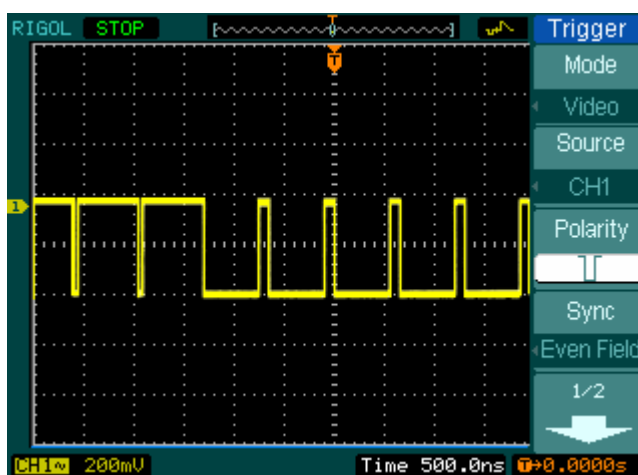 RIGOL STOP
T
T
Trigger
Mode
Video
Source
CH1
Polarity
Sync
Even Field
1/2
1
CH1~ 200mV Time 500.0ns T→0.0000s